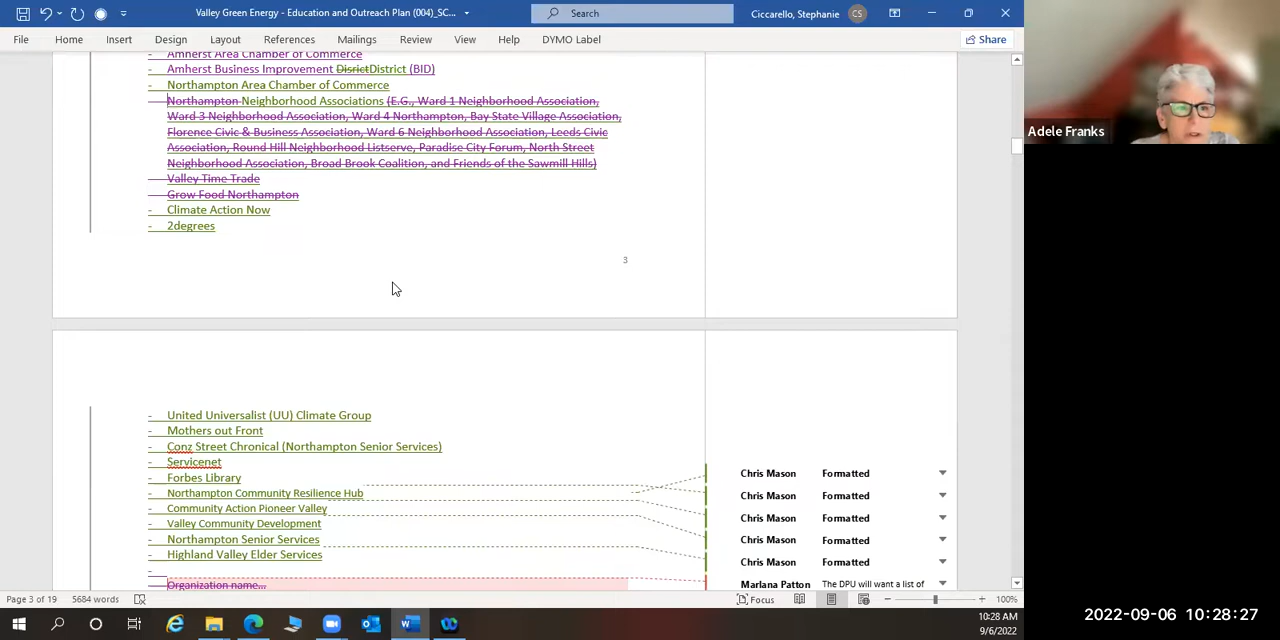 Valley Green Energy - Education and Outreach Plan (004)_SC...
Search
Ciccarello, Stephanie
CS
File Home Insert Design Layout References Mailings Review View Help DYMO Label
Share
- Amherst Area Chamber of Commerce
- Amherst Business Improvement DisrictDistrict (BID)
- Northampton Area Chamber of Commerce
Northampton Neighborhood Associations (E.G., Ward 1 Neighborhood Association,
Ward 3 Neighborhood Association, Ward 4 Northampton, Bay State Village Association,
Florence Civic & Business Association, Ward 6 Neighborhood Association, Leeds Civic
Association, Round Hill Neighborhood Listserve, Paradise City Forum, North Street
Neighborhood Association, Broad Brook Coalition, and Friends of the Sawmill Hills)
Valley Time Trade
Grow Food Northampton
- Climate Action Now
- 2degrees
3
- United Universalist (UU) Climate Group
- Mothers out Front
- Conz Street Chronical (Northampton Senior Services)
- Servicenet
- Forbes Library
- Northampton Community Resilience Hub
- Community Action Pioneer Valley
- Valley Community Development
- Northampton Senior Services
- Highland Valley Elder Services
-
- Organization name...
Chris Mason Formatted
Chris Mason Formatted
Chris Mason Formatted
Chris Mason Formatted
Chris Mason Formatted
Marlana Patton The DPU will want a list of
Page 3 of 19 5684 words
Focus
100%
10:28 AM
9/6/2022
Adele Franks
2022-09-06 10:28:27